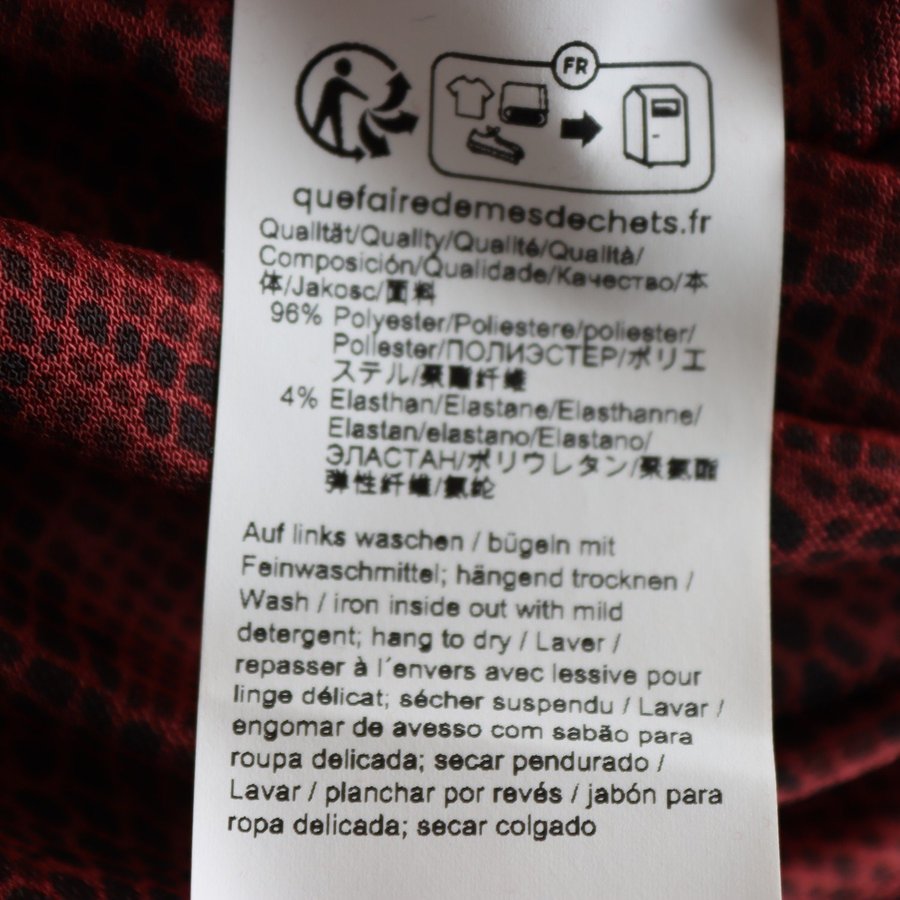 FR
quefairedemesdechets.fr
Qualität/Quality/Qualité/Qualità/
Composición/Qualidade/Качество/本
体/Jakosc/面料
96% Polyester/Poliestere/poliester/
Poliester/ПОЛИЭСТЕР/ポリエ
ステル/聚酯纤维
4% Elasthan/Elastane/Elasthanne/
Elastan/elastano/Elastano/
ЭЛАСТАН/ポリウレタン/聚氨酯
弹性纤维/氨纶
Auf links waschen / bügeln mit
Feinwaschmittel; hängend trocknen /
Wash / iron inside out with mild
detergent; hang to dry / Laver /
repasser à l´envers avec lessive pour
linge délicat; sécher suspendu / Lavar /
engomar de avesso com sabão para
roupa delicada; secar pendurado /
Lavar / planchar por revés / jabón para
ropa delicada; secar colgado